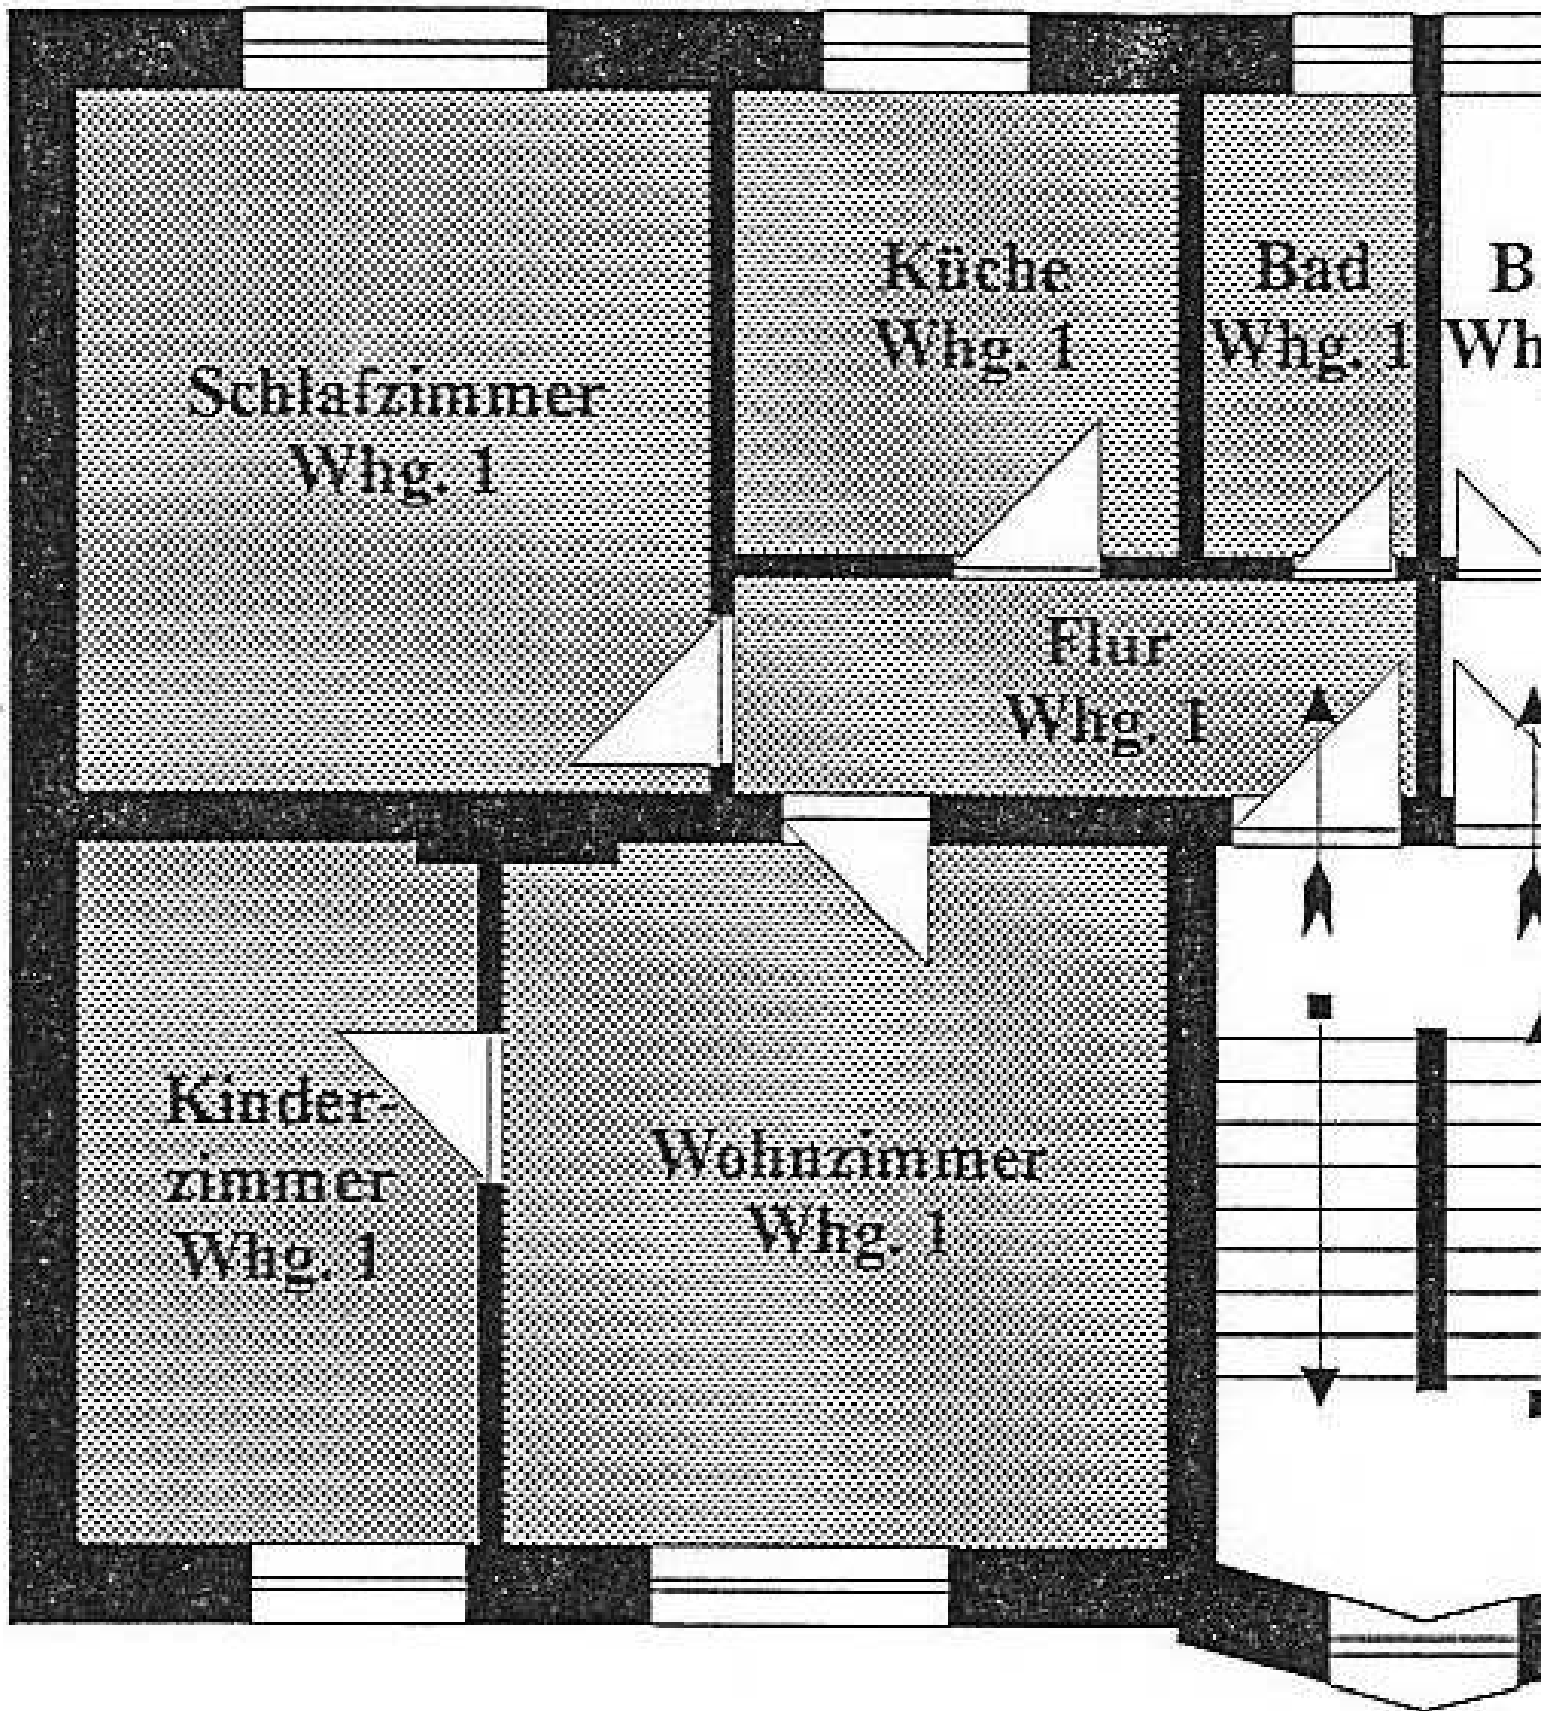 Küche
Whg. 1
Bad
Whg. 1
B
Wh
Schlafzimmer
Whg. 1
Flur
Whg. 1
Kinder-
zimmer
Whg. 1
Wohnzimmer
Whg. 1